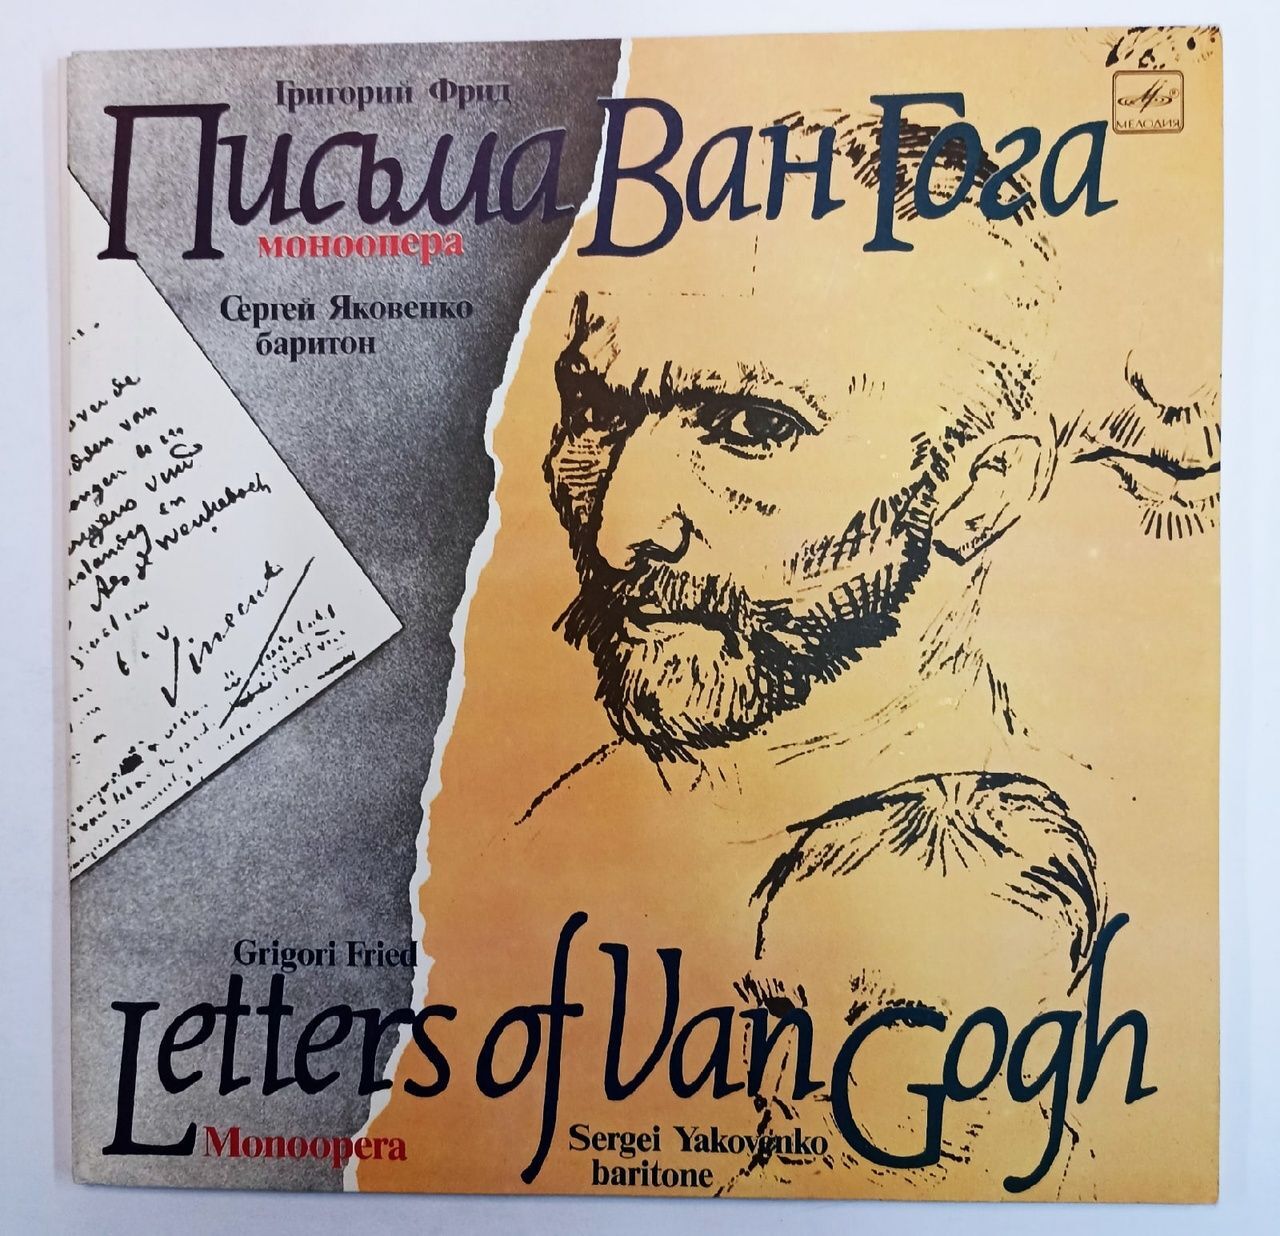 Григорий Фрид
Письма Ван Гога
моноопера
МЕЛОДИЯ
Сергей Яковенко
баритон
Vincent
Grigori Fried
Letters of Van Gogh
Monoopera
Sergei Yakovenko
baritone